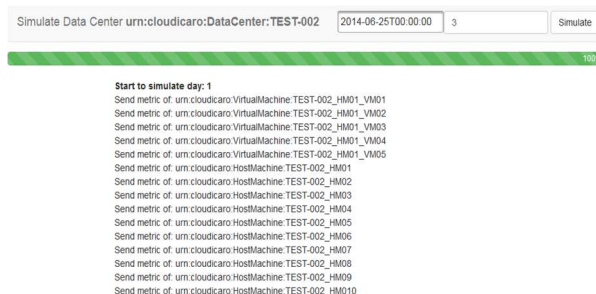 Simulate Data Center urn:cloudicaro:DataCenter:TEST-002 2014-06-25T00:00:00 3 Simulate
100
Start to simulate day: 1
Send metric of: urn:cloudicaro:VirtualMachine:TEST-002_HM01_VM01
Send metric of: urn:cloudicaro:VirtualMachine:TEST-002_HM01_VM02
Send metric of: urn:cloudicaro:VirtualMachine:TEST-002_HM01_VM03
Send metric of: urn:cloudicaro:VirtualMachine:TEST-002_HM01_VM04
Send metric of: urn:cloudicaro:VirtualMachine:TEST-002_HM01_VM05
Send metric of: urn:cloudicaro:HostMachine:TEST-002_HM01
Send metric of: urn:cloudicaro:HostMachine:TEST-002_HM02
Send metric of: urn:cloudicaro:HostMachine:TEST-002_HM03
Send metric of: urn:cloudicaro:HostMachine:TEST-002_HM04
Send metric of: urn:cloudicaro:HostMachine:TEST-002_HM05
Send metric of: urn:cloudicaro:HostMachine:TEST-002_HM06
Send metric of: urn:cloudicaro:HostMachine:TEST-002_HM07
Send metric of: urn:cloudicaro:HostMachine:TEST-002_HM08
Send metric of: urn:cloudicaro:HostMachine:TEST-002_HM09
Send metric of: urn:cloudicaro:HostMachine:TEST-002_HM010